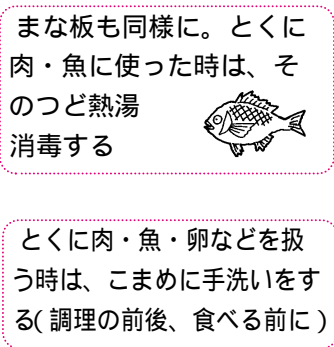 まな板も同様に。とくに
肉・魚に使った時は、そ
のつど熱湯
消毒する
とくに肉・魚・卵などを扱
う時は、こまめに手洗いをす
る(調理の前後、食べる前に)